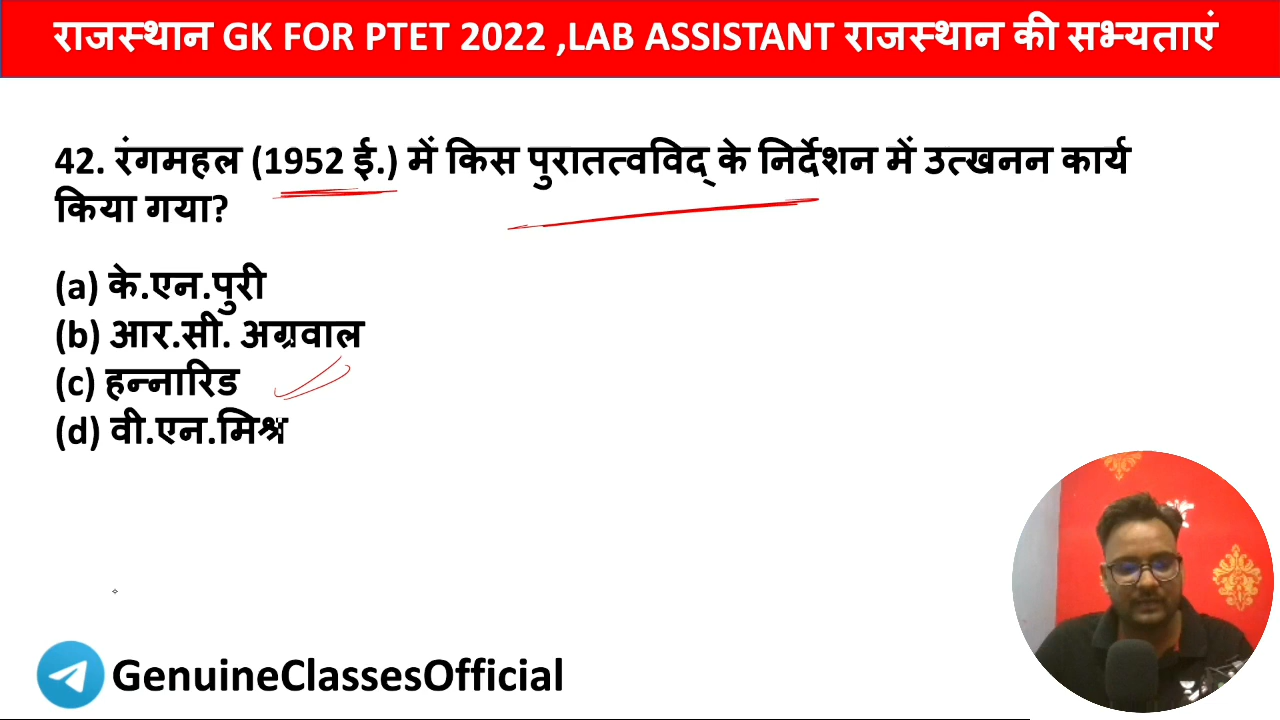 राजस्थान GK FOR PTET 2022 ,LAB ASSISTANT राजस्थान की सभ्यताएं
42. रंगमहल (1952 ई.) में किस पुरातत्वविद् के निर्देशन में उत्खनन कार्य
किया गया?
(a) के.एन.पुरी
(b) आर.सी. अग्रवाल
(c) हन्नारिड
(d) वी.एन.मिश्र
GenuineClassesOfficial